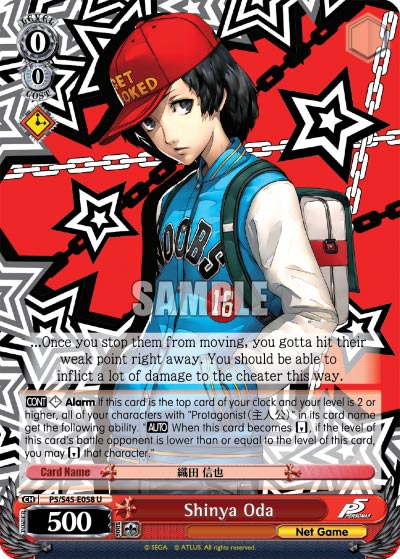 LEVEL
0
0
COST
GET
OKED
NOOBS
16
SAMPLE
...Once you stop them from moving, you gotta hit their
weak point right away. You should be able to
inflict a lot of damage to the cheater this way.
CONT Alarm If this card is the top card of your clock and your level is 2 or
higher, all of your characters with "Protagonist(主人公)" in its card name
get the following ability. "AUTO When this card becomes [ ], if the level of
this card's battle opponent is lower than or equal to the level of this card,
you may [ ] that character."
Card Name 織田 信也
CH P5/S45-E058 U
500
Shinya Oda
P5
PERSONA5
Net Game
© SEGA. © ATLUS. All rights reserved.